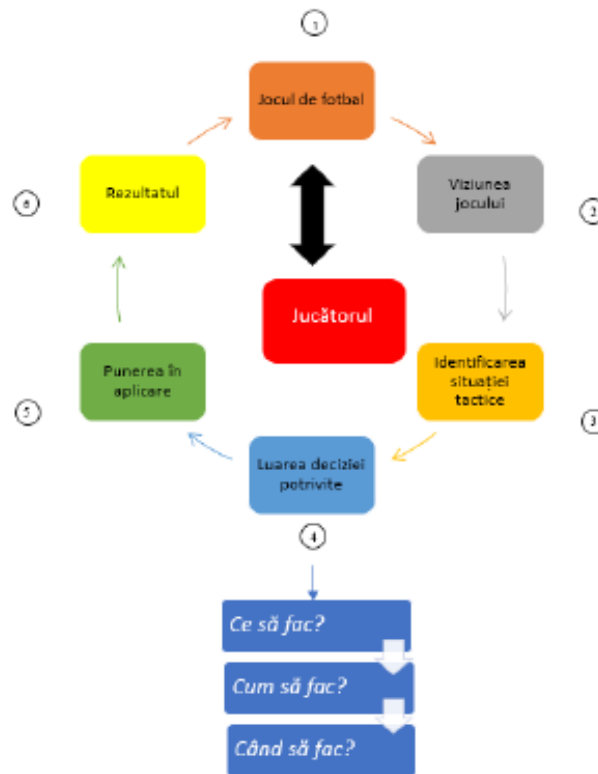 1
Jocul de fotbal
Rezultatul
Viziunea
jocului
6
2
Jucătorul
Punerea în
aplicare
Identificarea
situației
tactice
5
3
Luarea deciziei
potrivite
4
Ce să fac?
Cum să fac?
Când să fac?